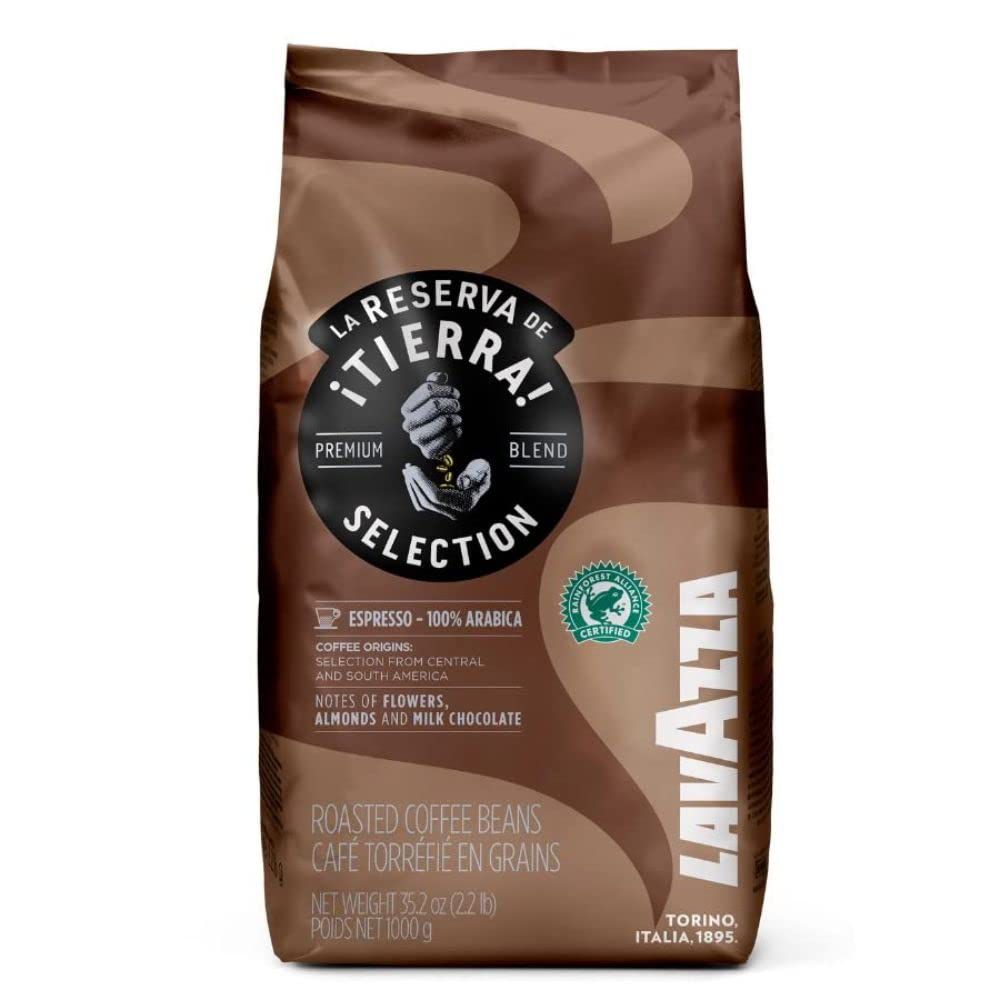 LA RESERVA DE
¡TIERRA!
PREMIUM BLEND
SELECTION
ESPRESSO - 100% ARABICA
COFFEE ORIGINS:
SELECTION FROM CENTRAL
AND SOUTH AMERICA
NOTES OF FLOWERS,
ALMONDS AND MILK CHOCOLATE
RAINFOREST ALLIANCE
CERTIFIED
LAVAZZA
ROASTED COFFEE BEANS
CAFÉ TORRÉFIÉ EN GRAINS
NET WEIGHT 35.2 oz (2.2 lb)
POIDS NET 1000 g
TORINO,
ITALIA, 1895.